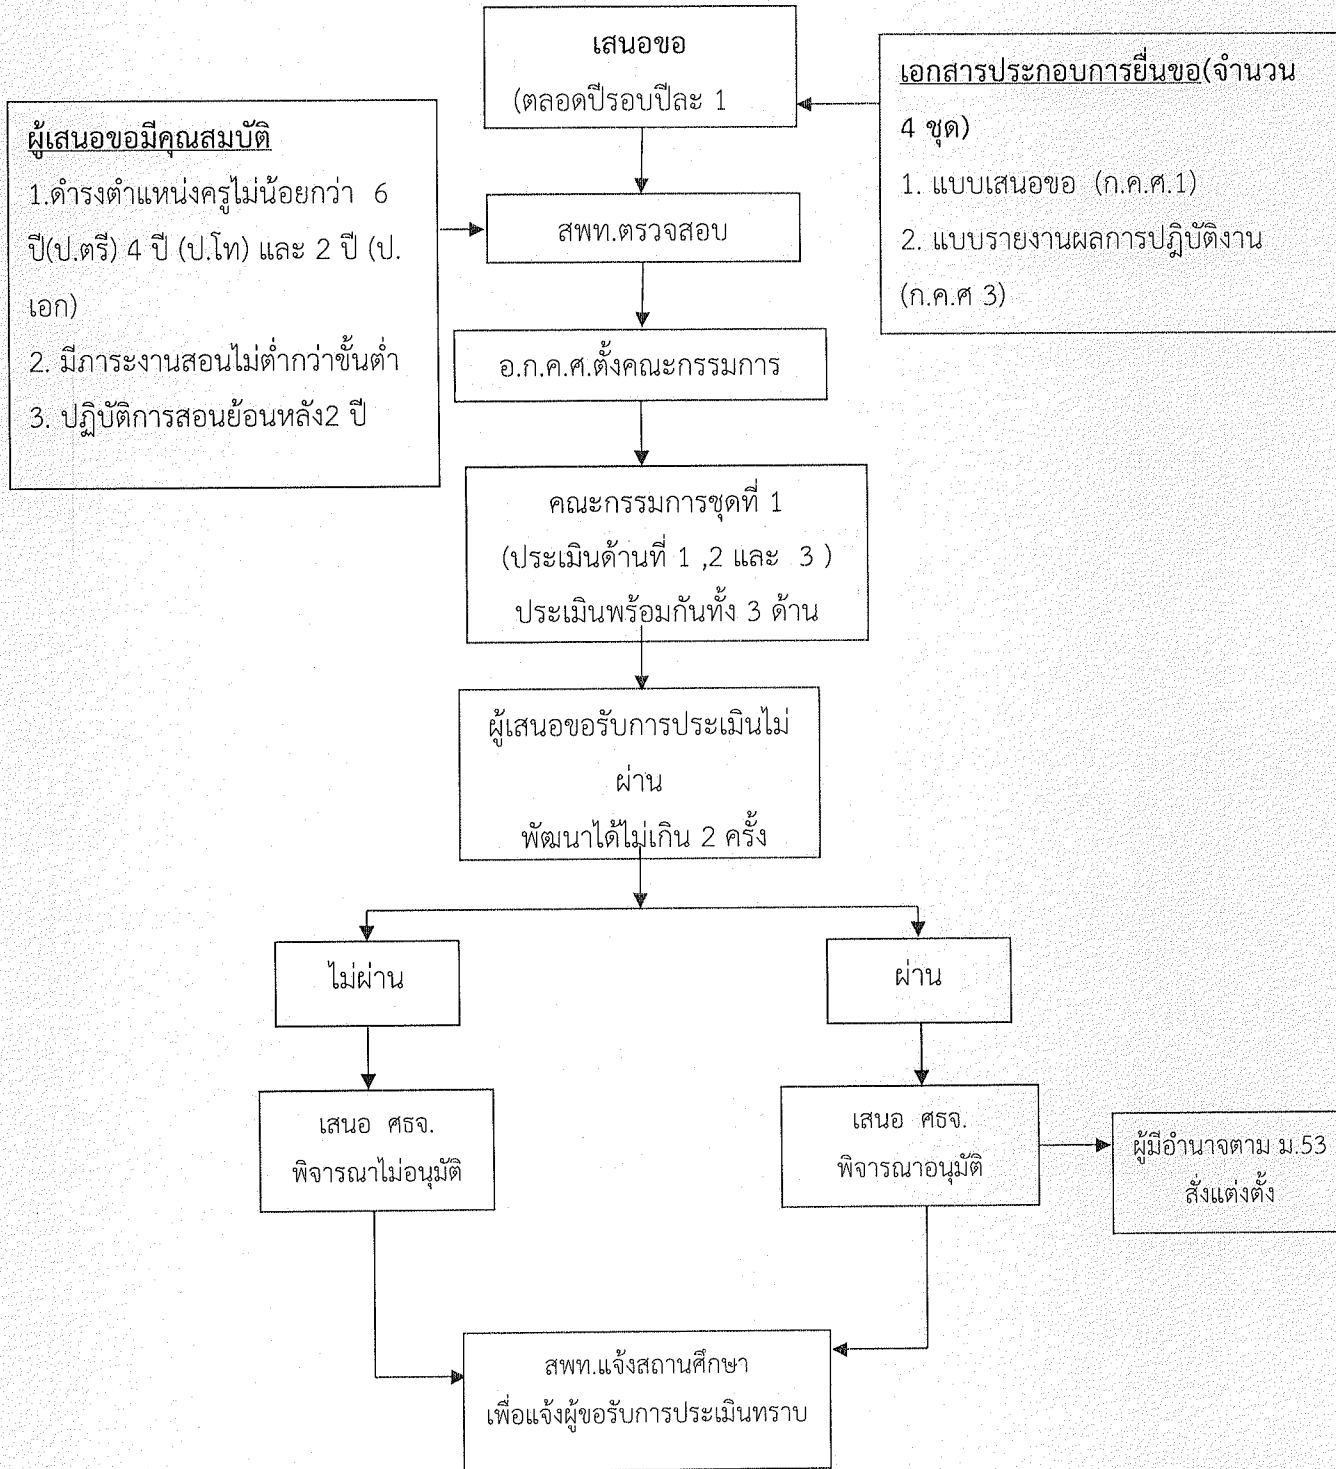 เสนอขอ
(ตลอดปีรอบปีละ 1
เอกสารประกอบการยื่นขอ(จำนวน
4 ชุด)
1. แบบเสนอขอ (ก.ค.ศ.1)
2. แบบรายงานผลการปฏิบัติงาน
(ก.ค.ศ 3)
ผู้เสนอขอมีคุณสมบัติ
1.ดำรงตำแหน่งครูไม่น้อยกว่า 6
ปี(ป.ตรี) 4 ปี (ป.โท) และ 2 ปี (ป.
เอก)
2. มีภาระงานสอนไม่ต่ำกว่าขั้นต่ำ
3. ปฏิบัติการสอนย้อนหลัง2 ปี
สพท.ตรวจสอบ
อ.ก.ค.ศ.ตั้งคณะกรรมการ
คณะกรรมการชุดที่ 1
(ประเมินด้านที่ 1 ,2 และ 3 )
ประเมินพร้อมกันทั้ง 3 ด้าน
ผู้เสนอขอรับการประเมินไม่
ผ่าน
พัฒนาได้ไม่เกิน 2 ครั้ง
ไม่ผ่าน
ผ่าน
เสนอ ศธจ.
พิจารณาไม่อนุมัติ
เสนอ ศธจ.
พิจารณาอนุมัติ
ผู้มีอำนาจตาม ม.53
สั่งแต่งตั้ง
สพท.แจ้งสถานศึกษา
เพื่อแจ้งผู้ขอรับการประเมินทราบ